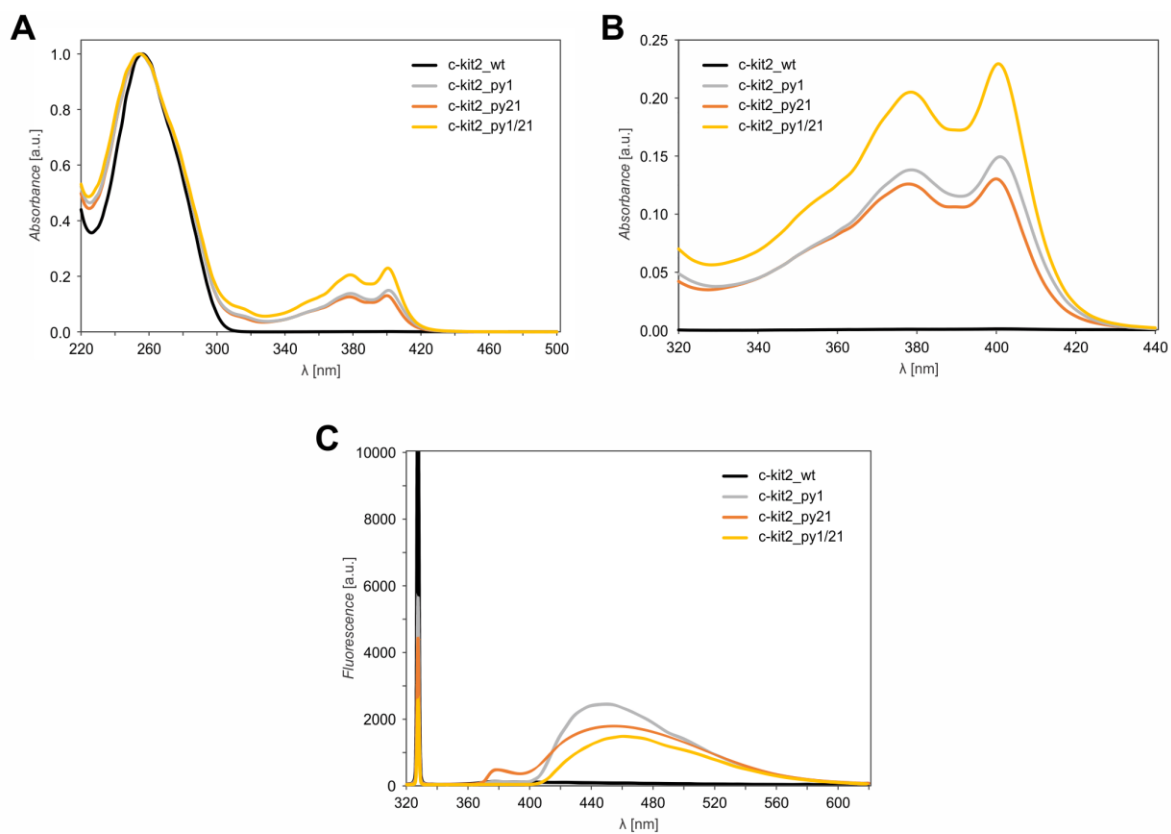 A
Absorbance [a.u.]
1.0
0.8
0.6
0.4
0.2
0.0
220 260 300 340 380 420 460 500
λ [nm]
c-kit2_wt
c-kit2_py1
c-kit2_py21
c-kit2_py1/21
B
Absorbance [a.u.]
0.25
0.20
0.15
0.10
0.05
0.00
320 340 360 380 400 420 440
λ [nm]
c-kit2_wt
c-kit2_py1
c-kit2_py21
c-kit2_py1/21
C
Fluorescence [a.u.]
10000
8000
6000
4000
2000
0
320 360 400 440 480 520 560 600
λ [nm]
c-kit2_wt
c-kit2_py1
c-kit2_py21
c-kit2_py1/21